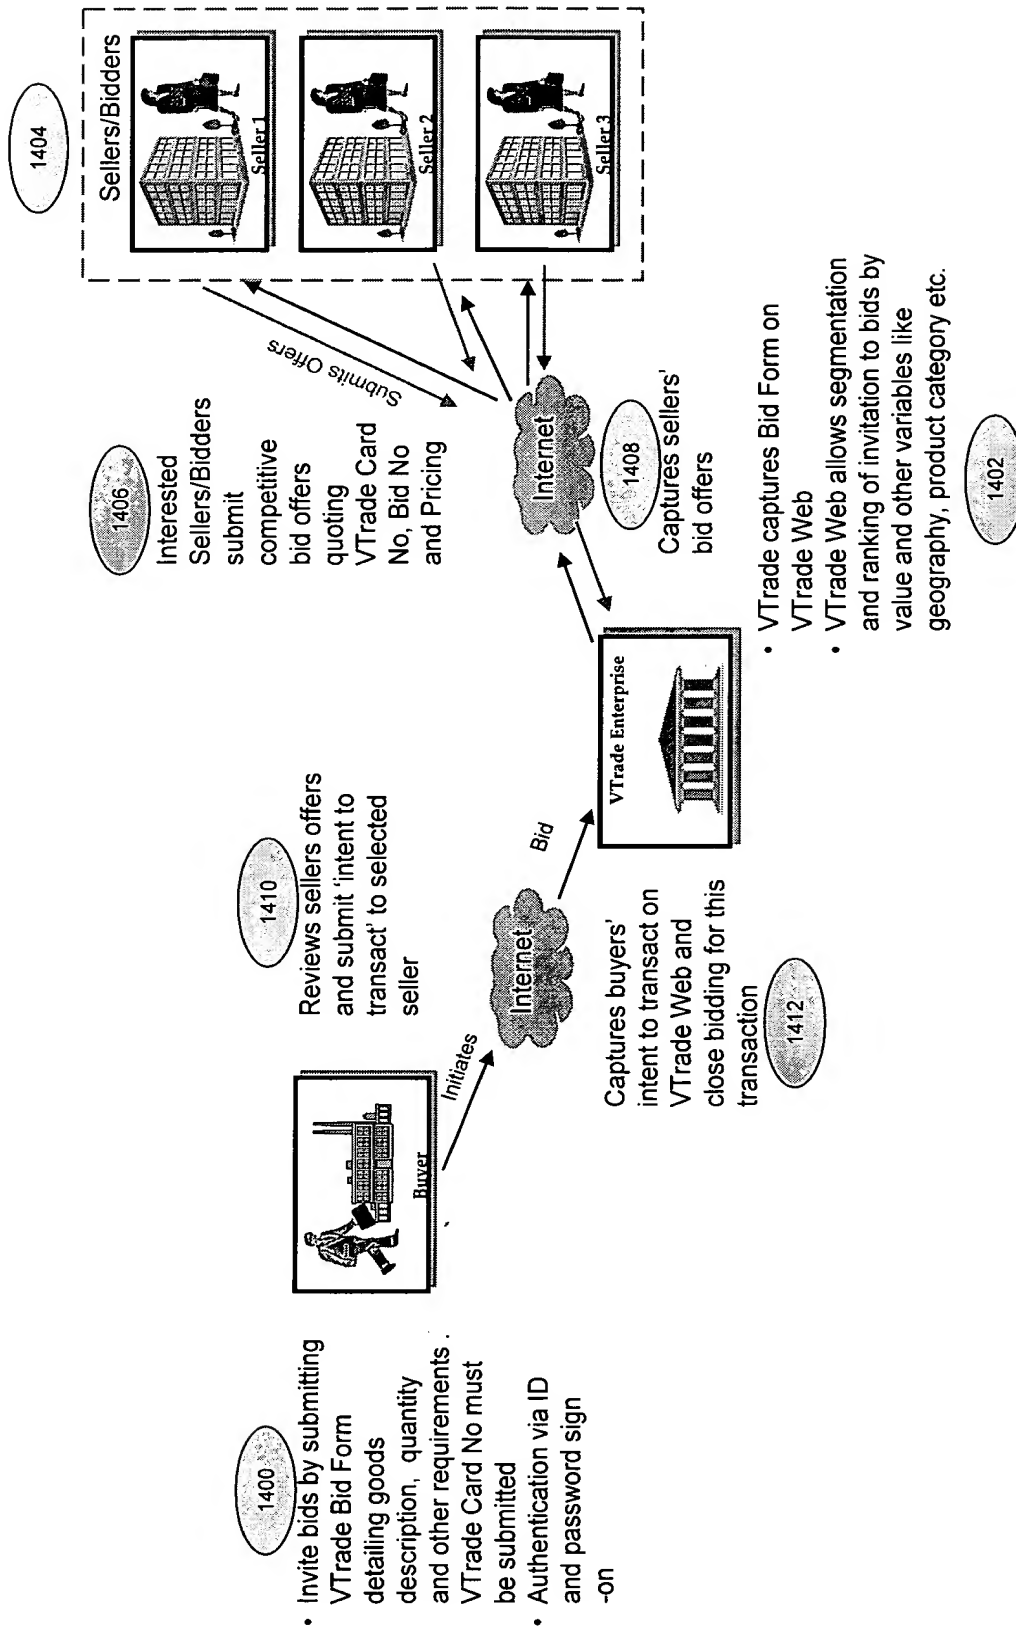 1400
• Invite bids by submitting
VTrade Bid Form
detailing goods
description, quantity
and other requirements .
VTrade Card No must
be submitted
• Authentication via ID
and password sign
-on
Buyer
Initiates
Internet
Bid
1410
Reviews sellers offers
and submit 'intent to
transact' to selected
seller
Captures buyers'
intent to transact on
VTrade Web and
close bidding for this
transaction
1412
VTrade Enterprise
1406
Interested
Sellers/Bidders
submit
competitive
bid offers
quoting
VTrade Card
No, Bid No
and Pricing
Submits Offers
Internet
1408
Captures sellers'
bid offers
• VTrade captures Bid Form on
VTrade Web
• VTrade Web allows segmentation
and ranking of invitation to bids by
value and other variables like
geography, product category etc.
1402
1404
Sellers/Bidders
Seller 1
Seller 2
Seller 3